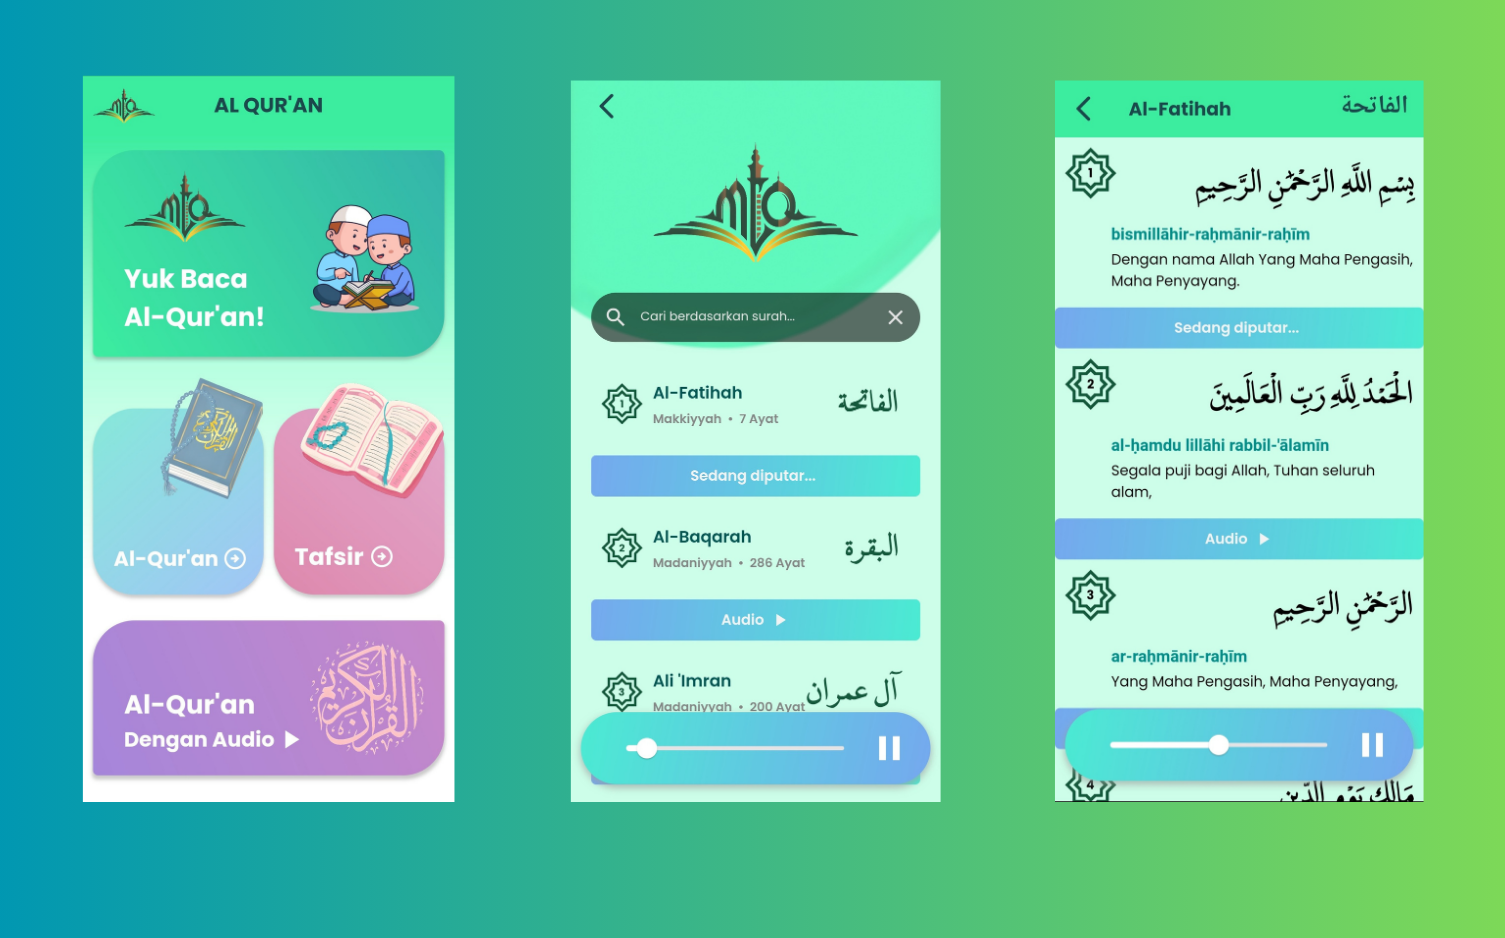 AL QUR'AN
Yuk Baca
Al-Qur'an!
Al-Qur'an
Tafsir
Al-Qur'an
Dengan Audio
القرآن الكريم
Cari berdasarkan surah...
1
Al-Fatihah
الفاتحة
Makkiyyah • 7 Ayat
Sedang diputar...
2
Al-Baqarah
البقرة
Madaniyyah • 286 Ayat
Audio
3
Ali 'Imran
آل عمران
Madaniyyah • 200 Ayat
Al-Fatihah
الفاتحة
1
بِسْمِ اللَّهِ الرَّحْمَٰنِ الرَّحِيمِ
bismillāhir-raḥmānir-raḥīm
Dengan nama Allah Yang Maha Pengasih,
Maha Penyayang.
Sedang diputar...
2
الْحَمْدُ لِلَّهِ رَبِّ الْعَالَمِينَ
al-ḥamdu lillāhi rabbil-'ālamīn
Segala puji bagi Allah, Tuhan seluruh
alam,
Audio
3
الرَّحْمَٰنِ الرَّحِيمِ
ar-raḥmānir-raḥīm
Yang Maha Pengasih, Maha Penyayang,
4
مَالِكِ يَوْمِ الدِّينِ